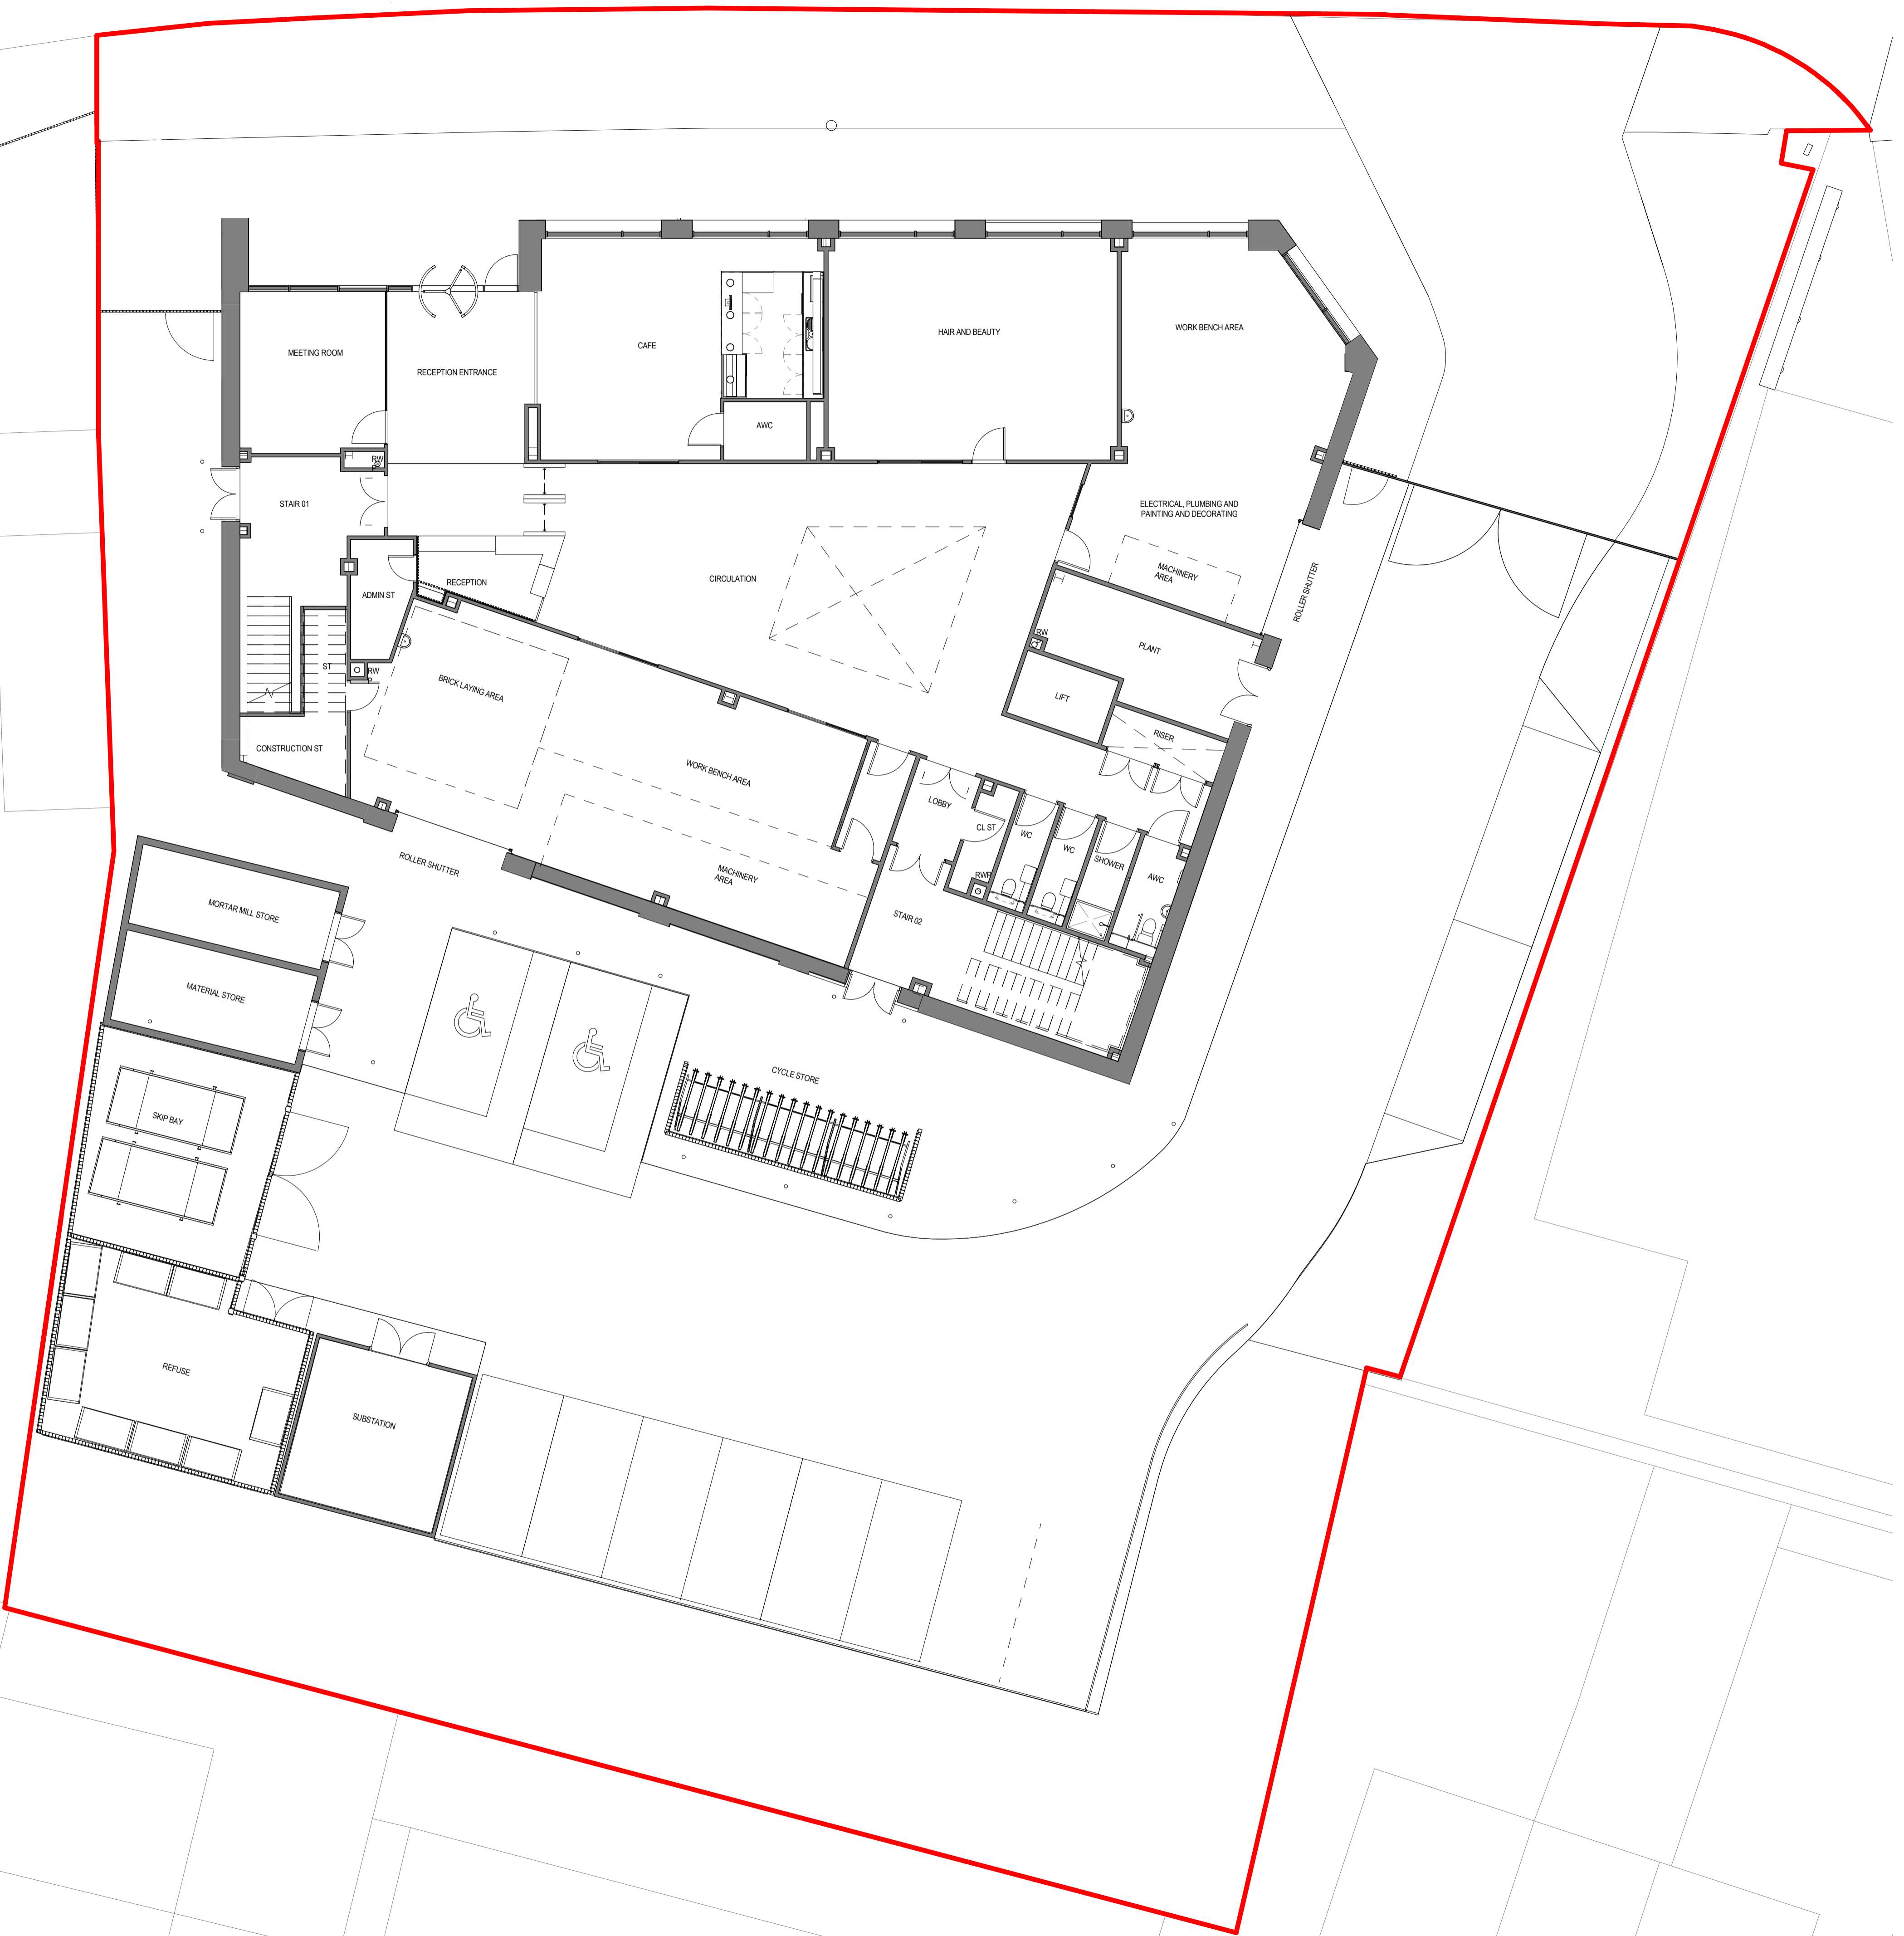 MEETING ROOM
RECEPTION ENTRANCE
CAFE
HAIR AND BEAUTY
WORK BENCH AREA
AWC
RW
STAIR 01
ELECTRICAL, PLUMBING AND
PAINTING AND DECORATING
MACHINERY
AREA
ROLLER SHUTTER
RECEPTION
CIRCULATION
ADMIN ST
RW
PLANT
ST
RW
BRICK LAYING AREA
LIFT
RISER
CONSTRUCTION ST
WORK BENCH AREA
LOBBY
CL ST
WC
WC
SHOWER
AWC
ROLLER SHUTTER
MACHINERY
AREA
RWP
STAIR 02
MORTAR MILL STORE
MATERIAL STORE
CYCLE STORE
SKIP BAY
REFUSE
SUBSTATION